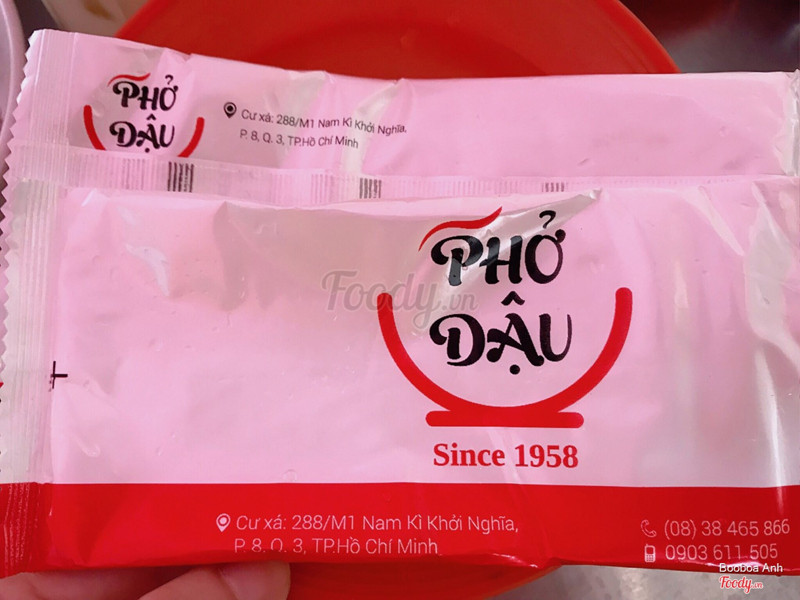 PHỞ
DẬU
Cư xá: 288/M1 Nam Kì Khởi Nghĩa,
P. 8, Q. 3, TP.Hồ Chí Minh
PHỞ
DẬU
Foody.vn
Since 1958
Cư xá: 288/M1 Nam Kì Khởi Nghĩa,
P. 8, Q. 3, TP.Hồ Chí Minh
(08) 38 465 866
0903 611 505
Booboa Anh
Foody.vn